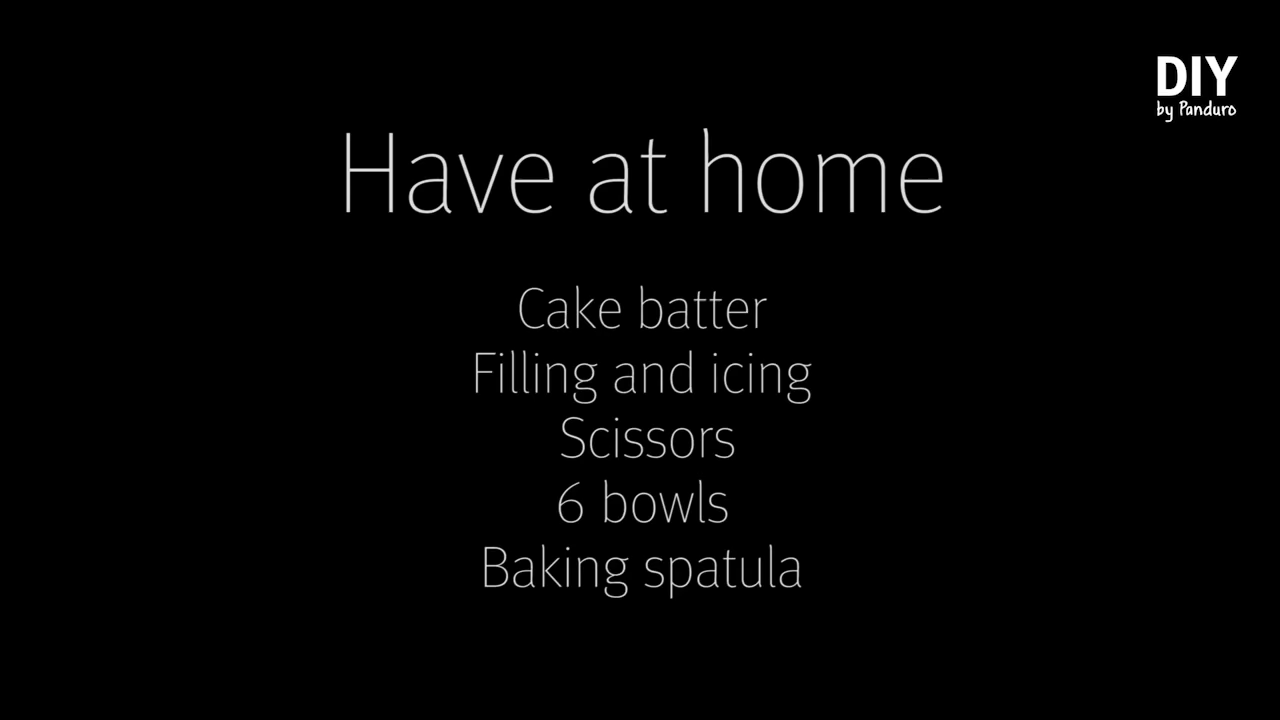 DIY
by Panduro
Have at home
Cake batter
Filling and icing
Scissors
6 bowls
Baking spatula